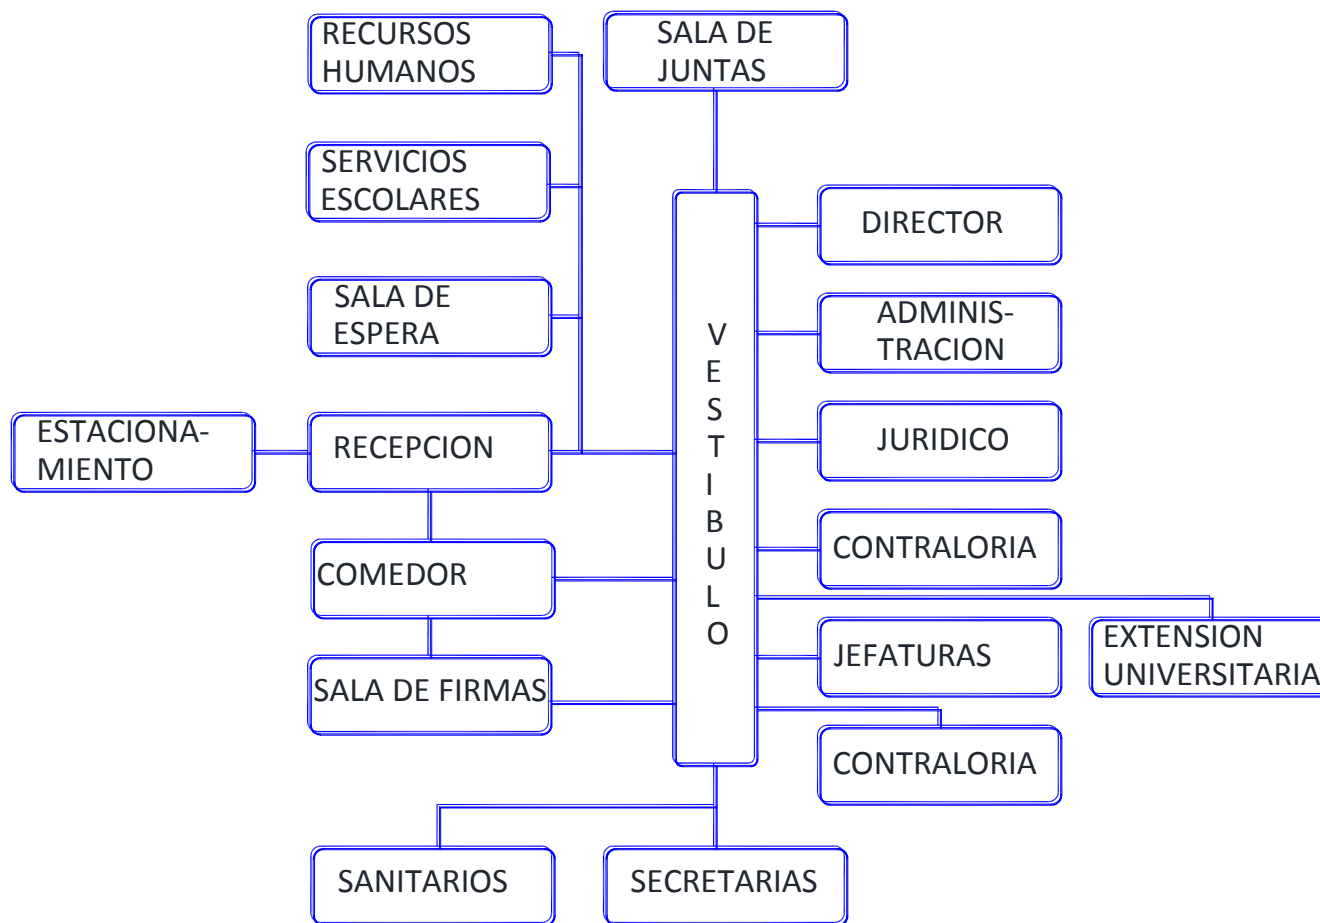 RECURSOS
HUMANOS
SALA DE
JUNTAS
SERVICIOS
ESCOLARES
DIRECTOR
SALA DE
ESPERA
ADMINIS-
TRACION
V
E
S
T
I
B
U
L
O
ESTACIONA-
MIENTO
RECEPCION
JURIDICO
COMEDOR
CONTRALORIA
SALA DE FIRMAS
JEFATURAS
EXTENSION
UNIVERSITARIA
CONTRALORIA
SANITARIOS
SECRETARIAS